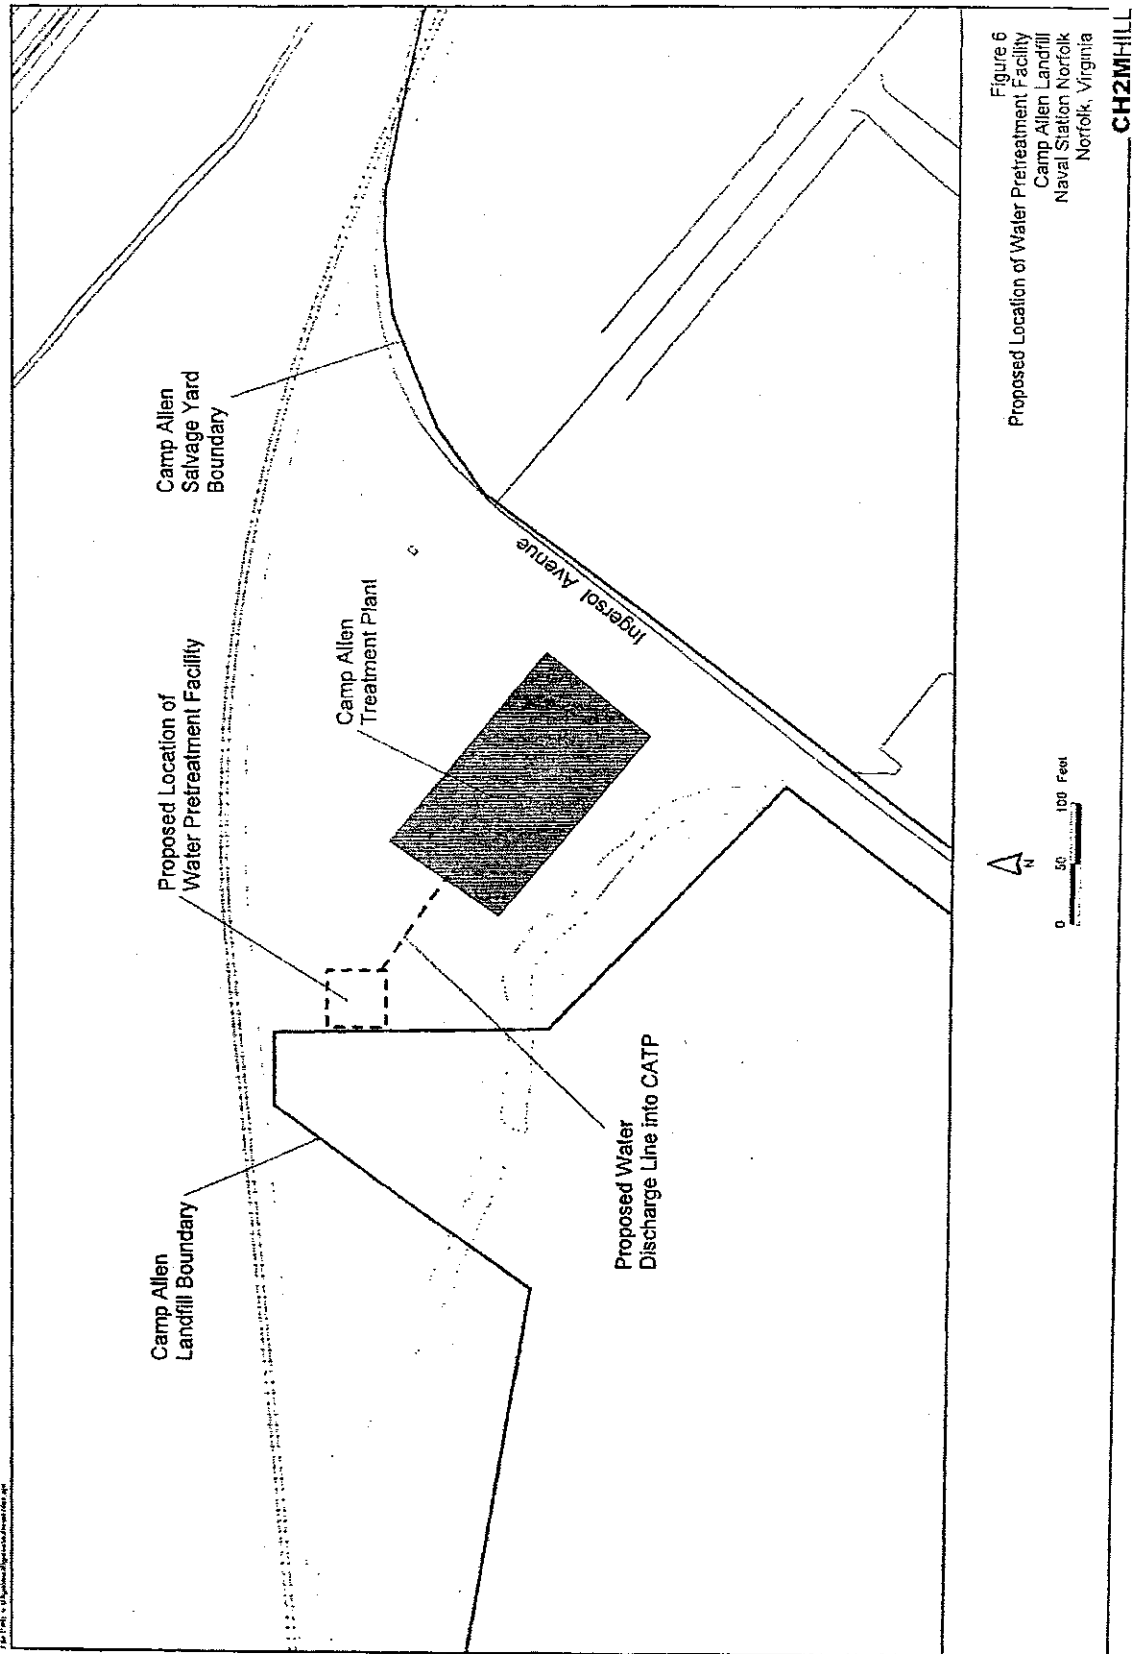 Camp Allen
Landfill Boundary
Proposed Location of
Water Pretreatment Facility
Camp Allen
Salvage Yard
Boundary
Camp Allen
Treatment Plant
Ingersol Avenue
Proposed Water
Discharge Line into CATP
N
0 50 100 Feet
Figure 6
Proposed Location of Water Pretreatment Facility
Camp Allen Landfill
Naval Station Norfolk
Norfolk, Virginia
CH2MHILL